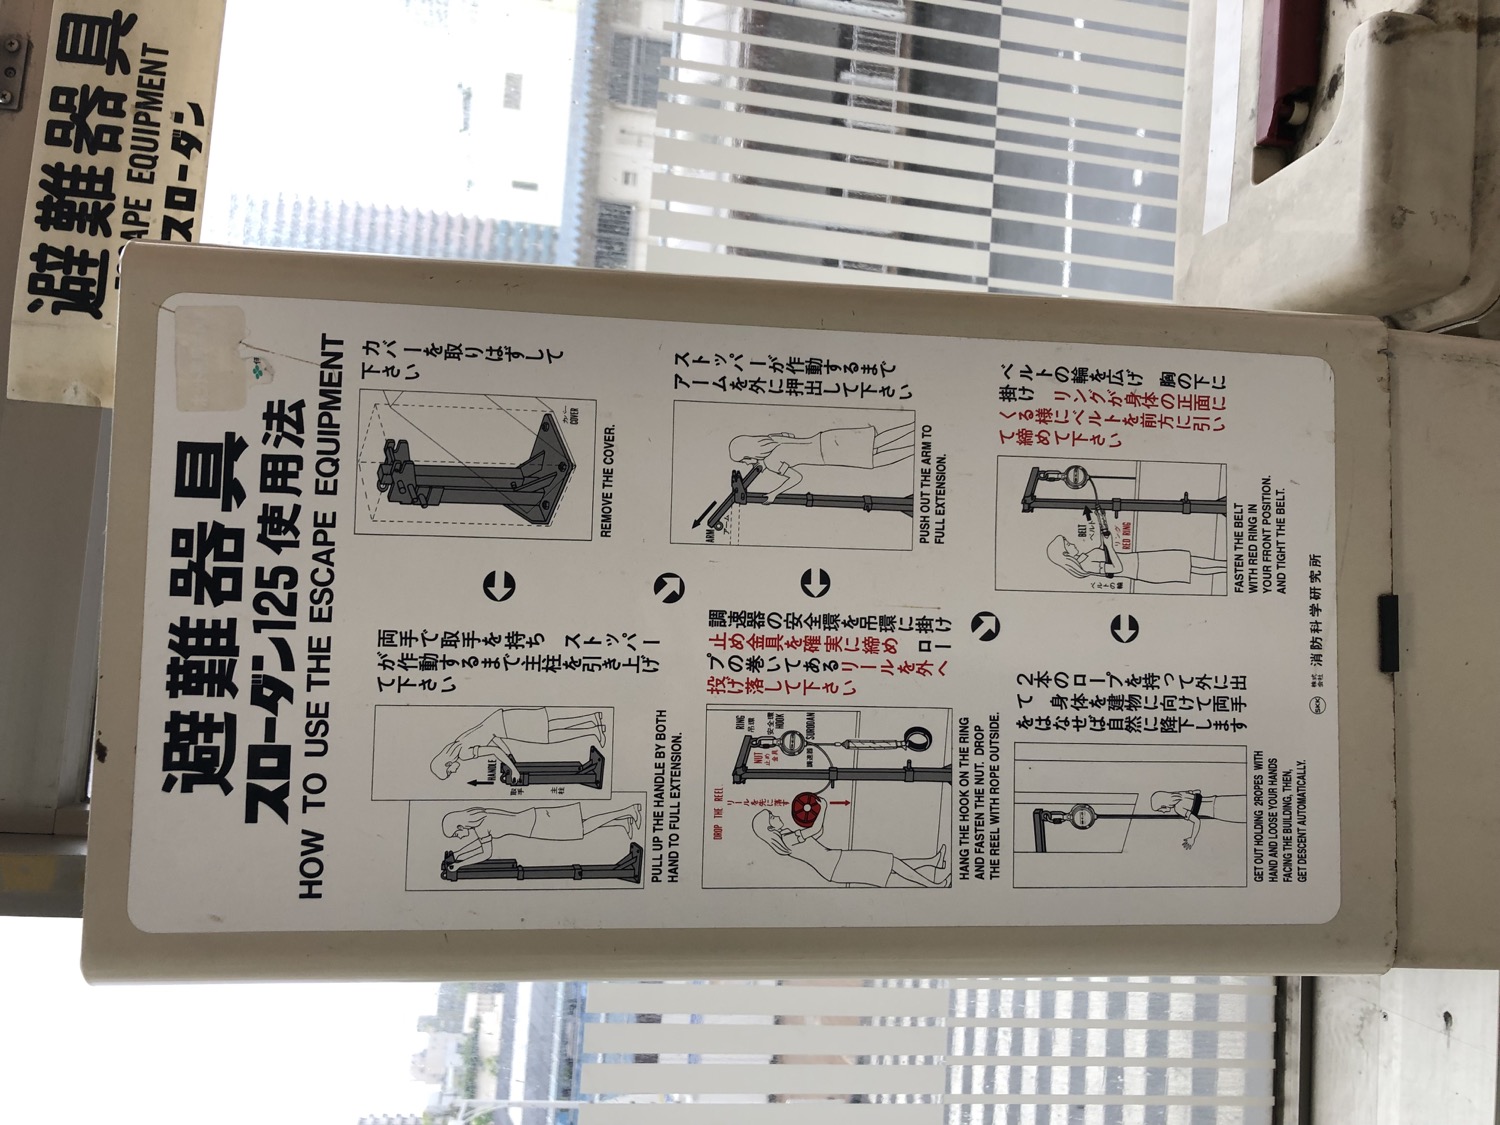 避難器具
スローダン125 使用法
HOW TO USE THE ESCAPE EQUIPMENT
カバーを取りはずして
下さい
カバー
COVER
REMOVE THE COVER.
両手で取手を持ち ストッパー
が作動するまで主柱を引き上げ
て下さい
HANDLE
取手
主柱
PULL UP THE HANDLE BY BOTH
HAND TO FULL EXTENSION.
ストッパーが作動するまで
アームを外に押出して下さい
ARM
アーム
PUSH OUT THE ARM TO
FULL EXTENSION.
調速器の安全環を吊環に掛け
止め金具を確実に締め ロー
プの巻いてあるリールを外へ
投げ落して下さい
DROP THE REEL
リールを先に落す
RING
吊環
NUT
止め
金具
安全環
HOOK
調速器
SURODAN
HANG THE HOOK ON THE RING
AND FASTEN THE NUT. DROP
THE REEL WITH ROPE OUTSIDE.
ベルトの輪を広げ 胸の下に
掛け リングが身体の正面に
くる様にベルトを前方に引い
て締めて下さい
BELT
ベルト
ベルトの輪
リング
RED RING
FASTEN THE BELT
WITH RED RING IN
YOUR FRONT POSITION.
AND TIGHT THE BELT.
2本のロープを持って外に出
て 身体を建物に向けて両手
をはなせば自然に降下します
GET OUT HOLDING 2ROPES WITH
HAND AND LOOSE YOUR HANDS
FACING THE BUILDING, THEN,
GET DESCENT AUTOMATICALLY.
SKK 株式会社 消防科学研究所
避難器具
ESCAPE EQUIPMENT
スローダン